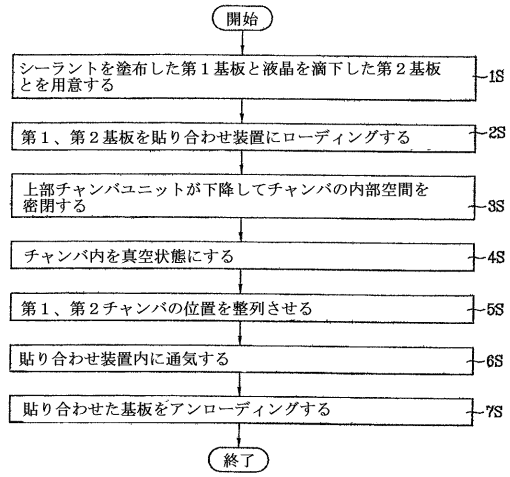 開始
シーラントを塗布した第1基板と液晶を滴下した第2基板
とを用意する
1S
第1、第2基板を貼り合わせ装置にローディングする
2S
上部チャンバユニットが下降してチャンバの内部空間を
密閉する
3S
チャンバ内を真空状態にする
4S
第1、第2チャンバの位置を整列させる
5S
貼り合わせ装置内に通気する
6S
貼り合わせた基板をアンローディングする
7S
終了